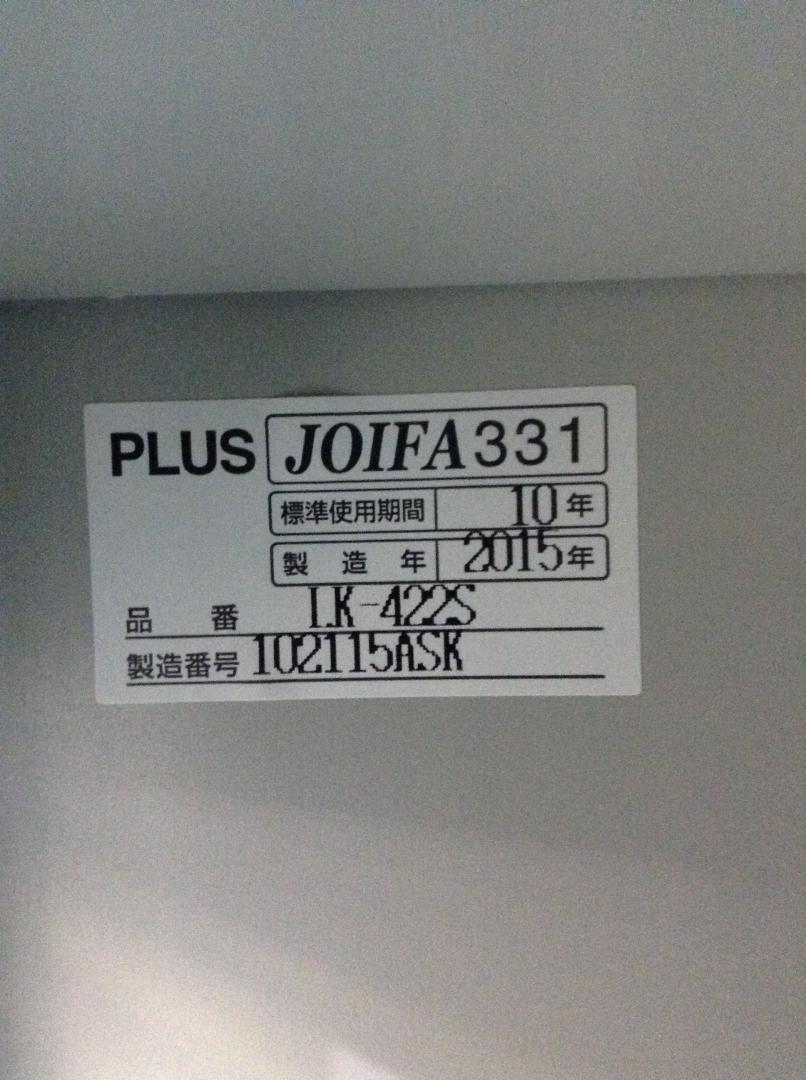 PLUS JOIFA331
標準使用期間 10年
製造年 2015年
品番 LK-422S
製造番号 102115ASK